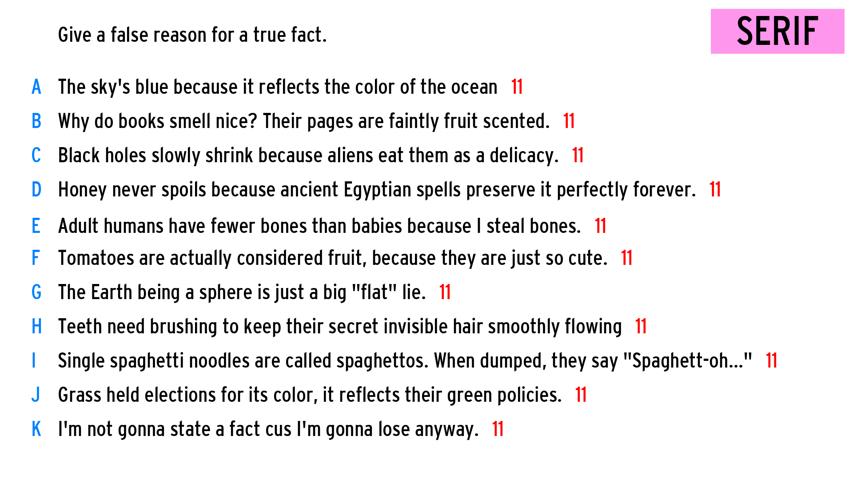 Give a false reason for a true fact.
SERIF
A The sky's blue because it reflects the color of the ocean 11
B Why do books smell nice? Their pages are faintly fruit scented. 11
C Black holes slowly shrink because aliens eat them as a delicacy. 11
D Honey never spoils because ancient Egyptian spells preserve it perfectly forever. 11
E Adult humans have fewer bones than babies because I steal bones. 11
F Tomatoes are actually considered fruit, because they are just so cute. 11
G The Earth being a sphere is just a big "flat" lie. 11
H Teeth need brushing to keep their secret invisible hair smoothly flowing 11
I Single spaghetti noodles are called spaghettos. When dumped, they say "Spaghett-oh..." 11
J Grass held elections for its color, it reflects their green policies. 11
K I'm not gonna state a fact cus I'm gonna lose anyway. 11